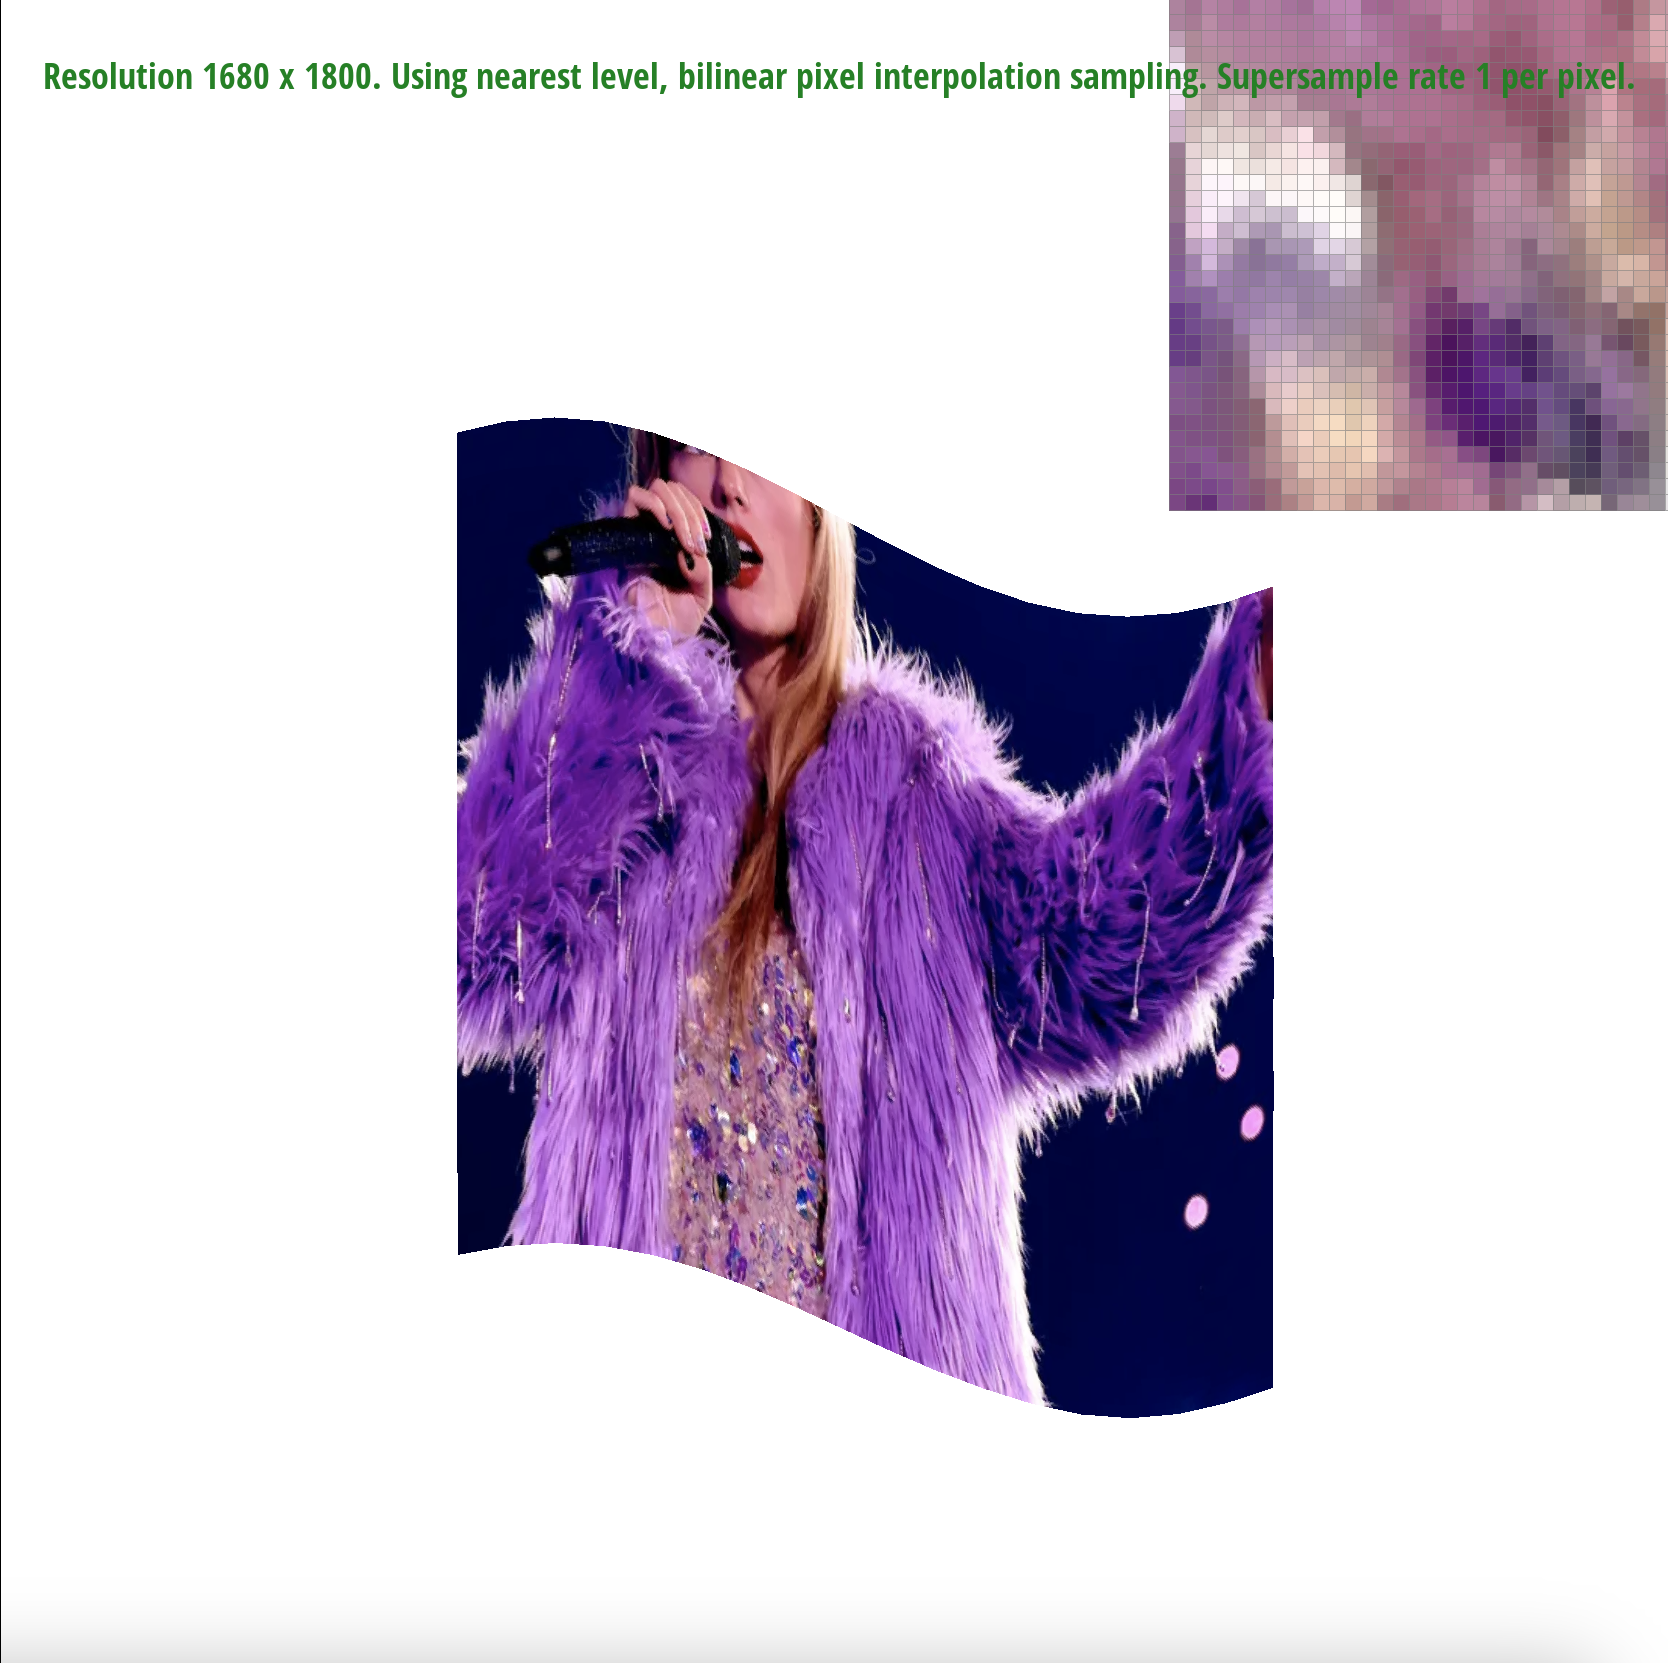 Resolution 1680 x 1800. Using nearest level, bilinear pixel interpolation sampling. Supersample rate 1 per pixel.